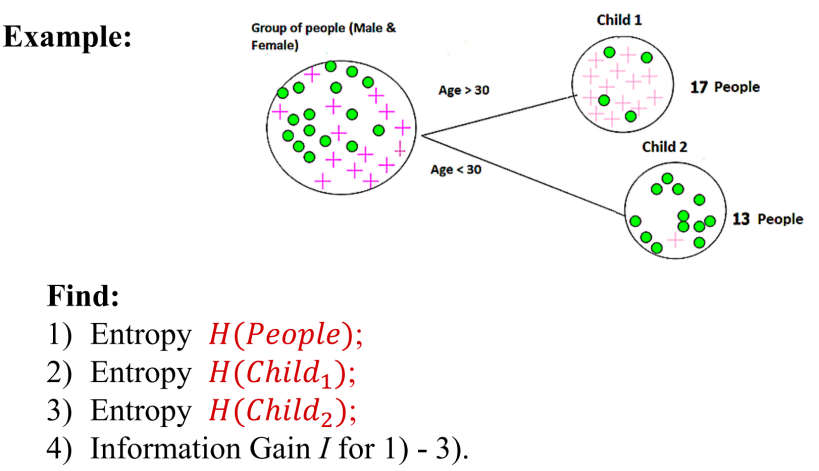 Example:
Group of people (Male &
Female)
Child 1
Age > 30
17 People
Age < 30
Child 2
13 People
Find:
1) Entropy H(People);
2) Entropy H(Child₁);
3) Entropy H(Child₂);
4) Information Gain I for 1) - 3).